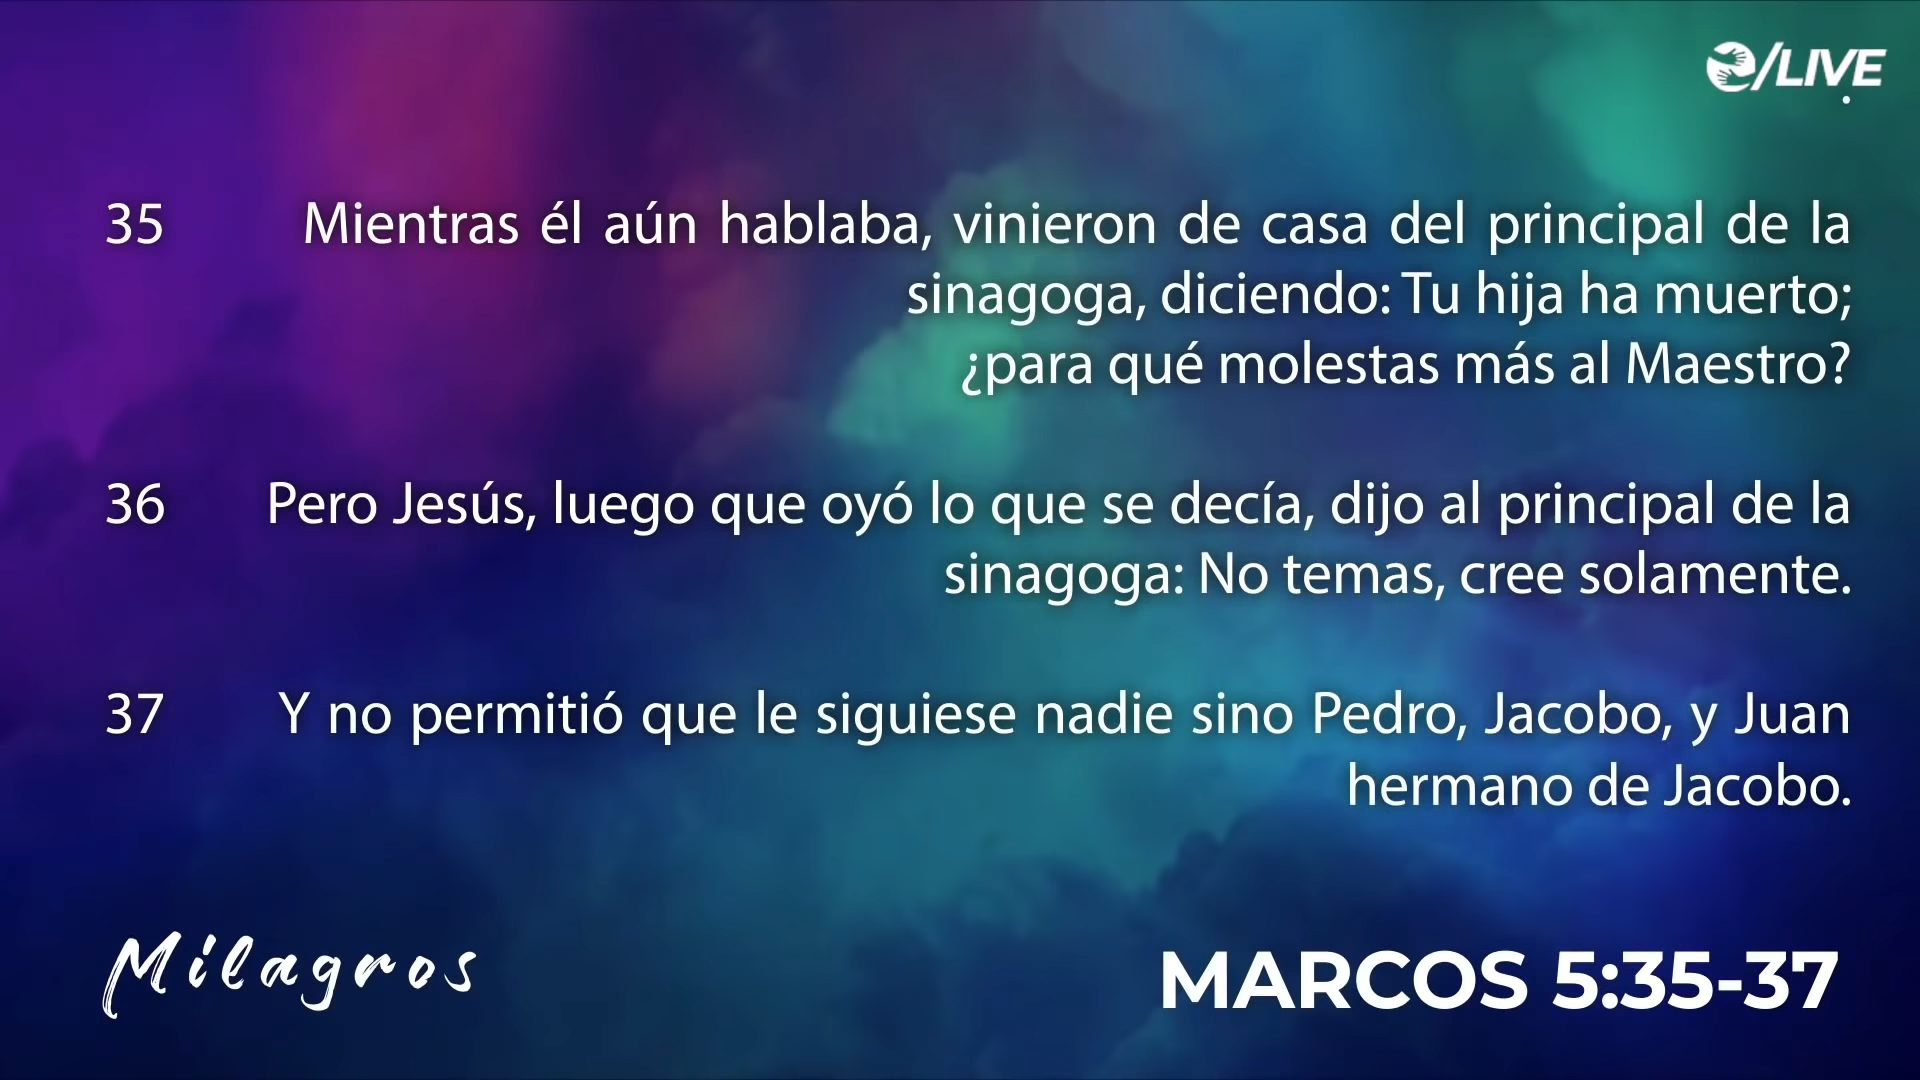 /LIVE
35 Mientras él aún hablaba, vinieron de casa del principal de la
sinagoga, diciendo: Tu hija ha muerto;
¿para qué molestas más al Maestro?
36 Pero Jesús, luego que oyó lo que se decía, dijo al principal de la
sinagoga: No temas, cree solamente.
37 Y no permitió que le siguiese nadie sino Pedro, Jacobo, y Juan
hermano de Jacobo.
Milagros
MARCOS 5:35-37